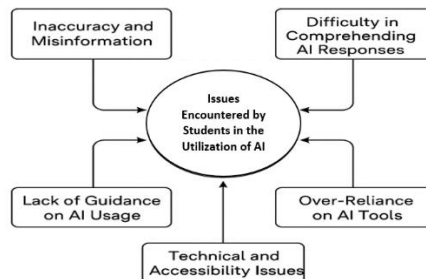 Inaccuracy and
Misinformation
Difficulty in
Comprehending
AI Responses
Issues
Encountered by
Students in the
Utilization of AI
Lack of Guidance
on AI Usage
Over-Reliance
on AI Tools
Technical and
Accessibility Issues